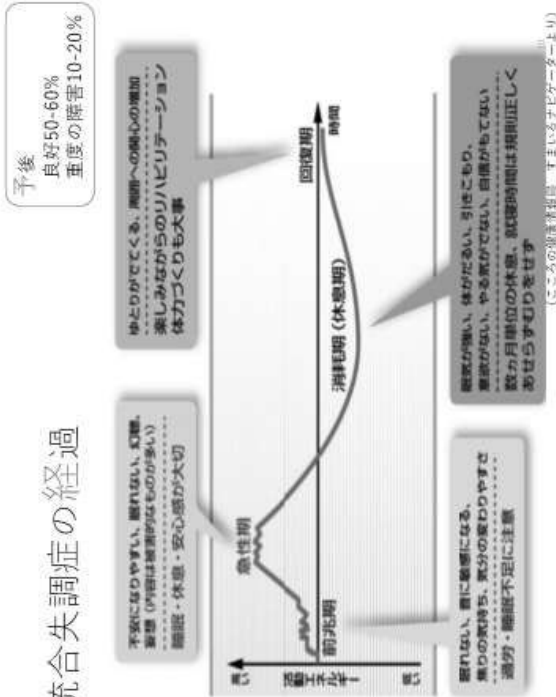 統合失調症の経過
予後
良好50-60%
重度の障害10-20%
不安になりやすい、眠れない、幻聴、
妄想（内容は被害的なものが多い）
睡眠・休息・安心感が大切
ゆとりがでてくる、周囲への関心の増加
楽しみながらのリハビリテーション
体力づくりも大事
高い
活動エネルギー
低い
前兆期
急性期
消耗期（休息期）
回復期
時間
眠れない、音に敏感になる、
焦りの気持ち、気分の変わりやすさ
過労・睡眠不足に注意
眠気が強い、体がだるい、引きこもり、
意欲がない、やる気がでない、自信がもてない
数ヵ月単位の休息、就寝時間は規則正しく
あせらずむりをせず
（こころの健康情報局　すまいるナビゲーターより）